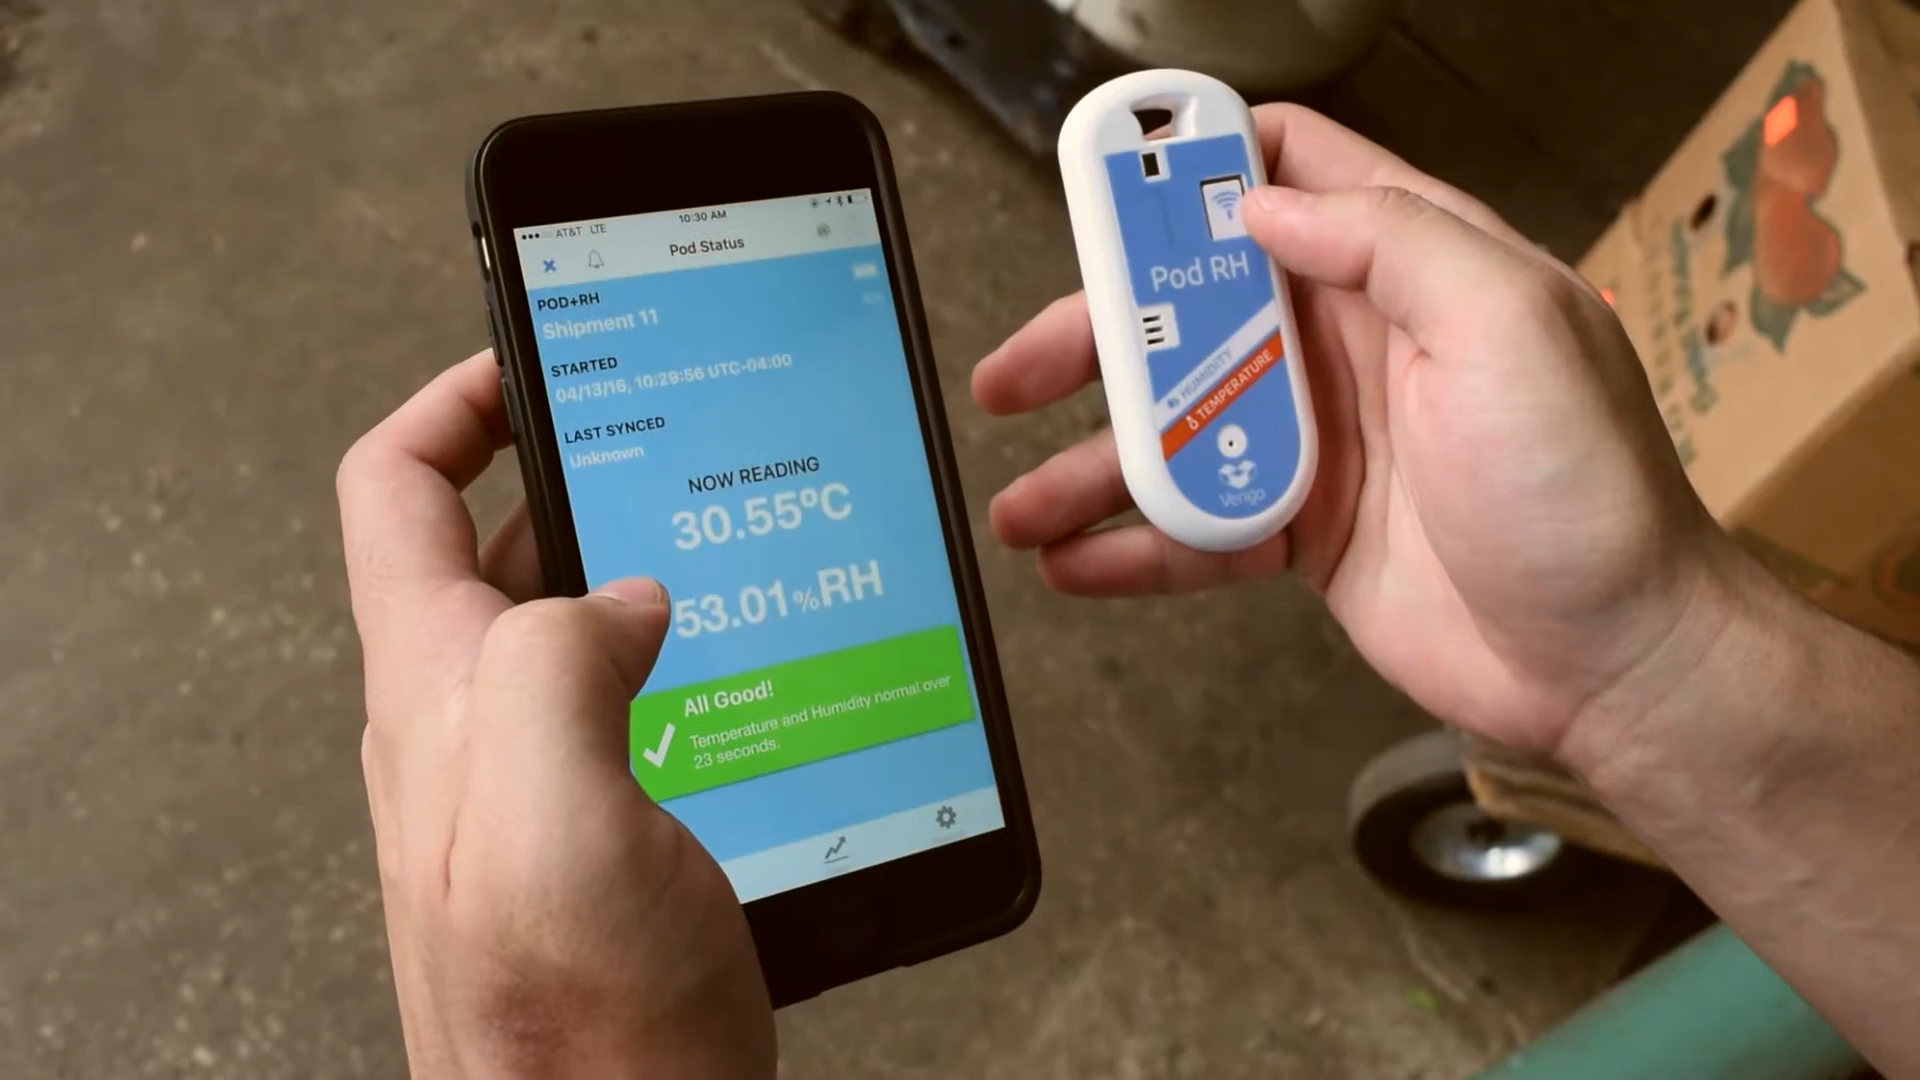 ●●● AT&T LTE
10:30 AM
Pod Status
POD+RH
Shipment 11
STARTED
04/13/16, 10:29:56 UTC-04:00
LAST SYNCED
Unknown
NOW READING
30.55ºC
53.01%RH
All Good!
Temperature and Humidity normal over
23 seconds.
Pod RH
HUMIDITY
TEMPERATURE
Verigo